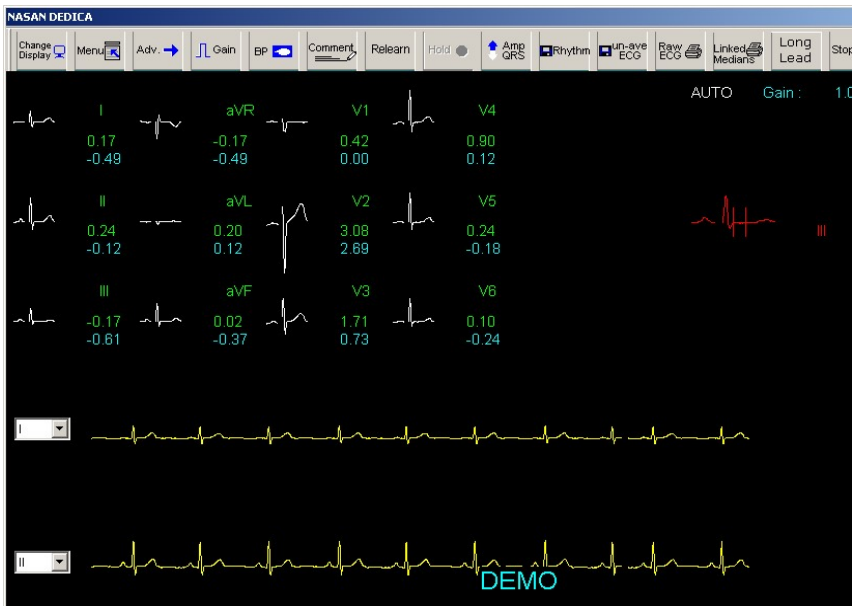 NASAN DEDICA
Change Display Menu Adv. Gain BP Comment Relearn Hold Amp QRS Rhythm un-ave ECG Raw ECG Linked Medians Long Lead Stop
AUTO Gain : 1.0
I aVR V1 V4
0.17 -0.17 0.42 0.90
-0.49 -0.49 0.00 0.12
II aVL V2 V5
0.24 0.20 3.08 0.24
-0.12 0.12 2.69 -0.18
III
III aVF V3 V6
-0.17 0.02 1.71 0.10
-0.61 -0.37 0.73 -0.24
I
II
DEMO